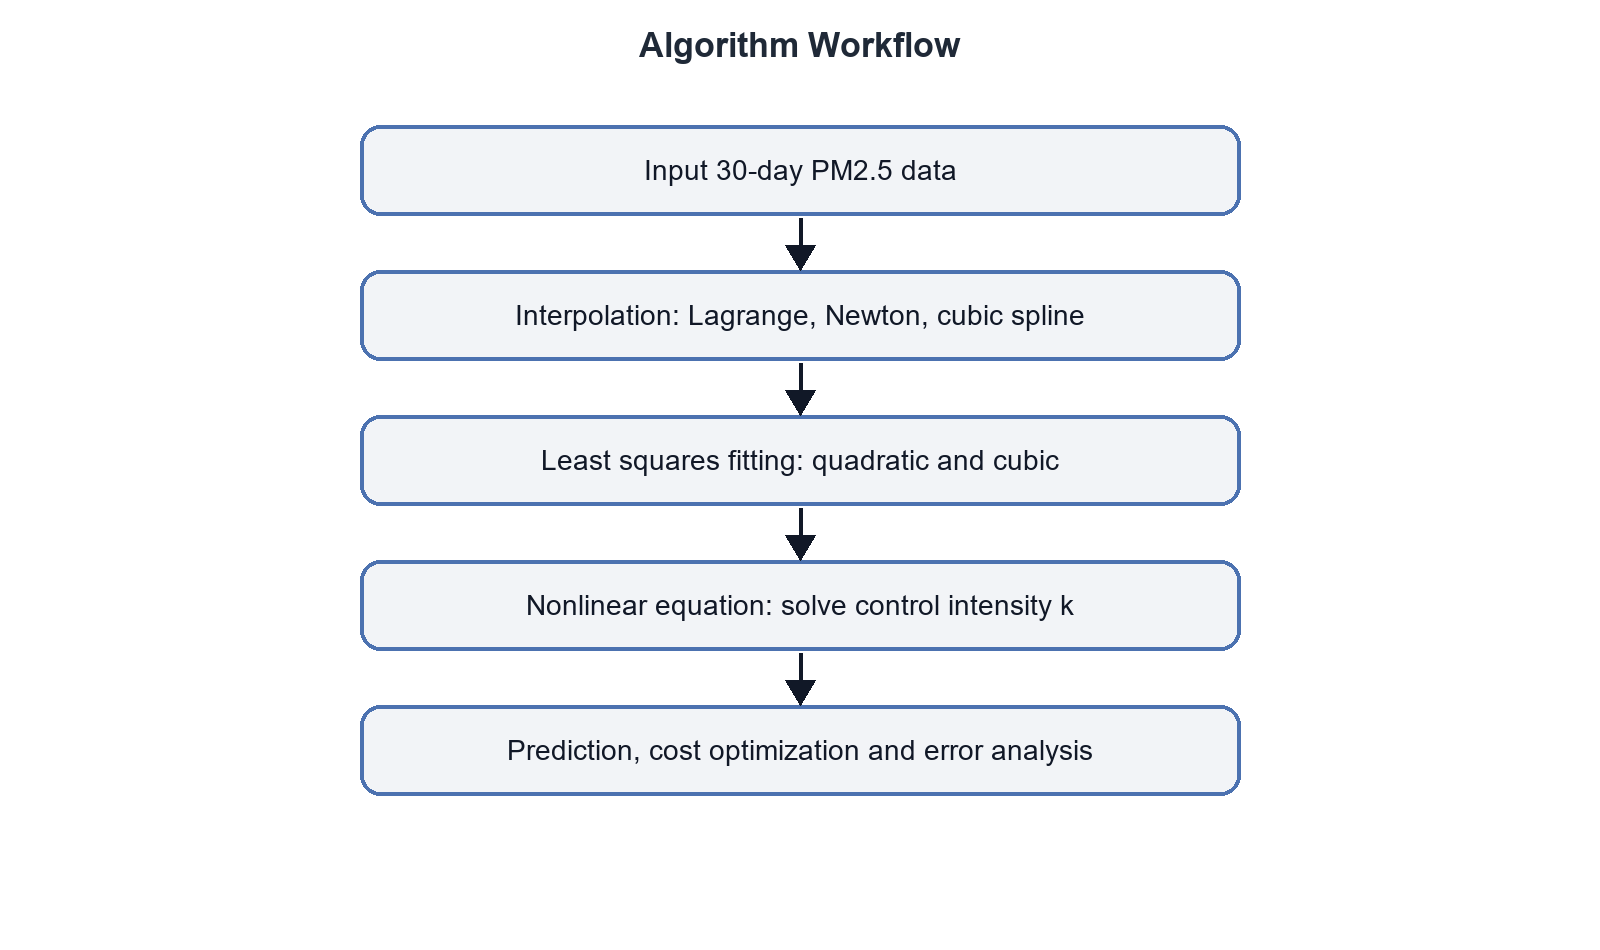 Algorithm Workflow
Input 30-day PM2.5 data
Interpolation: Lagrange, Newton, cubic spline
Least squares fitting: quadratic and cubic
Nonlinear equation: solve control intensity k
Prediction, cost optimization and error analysis